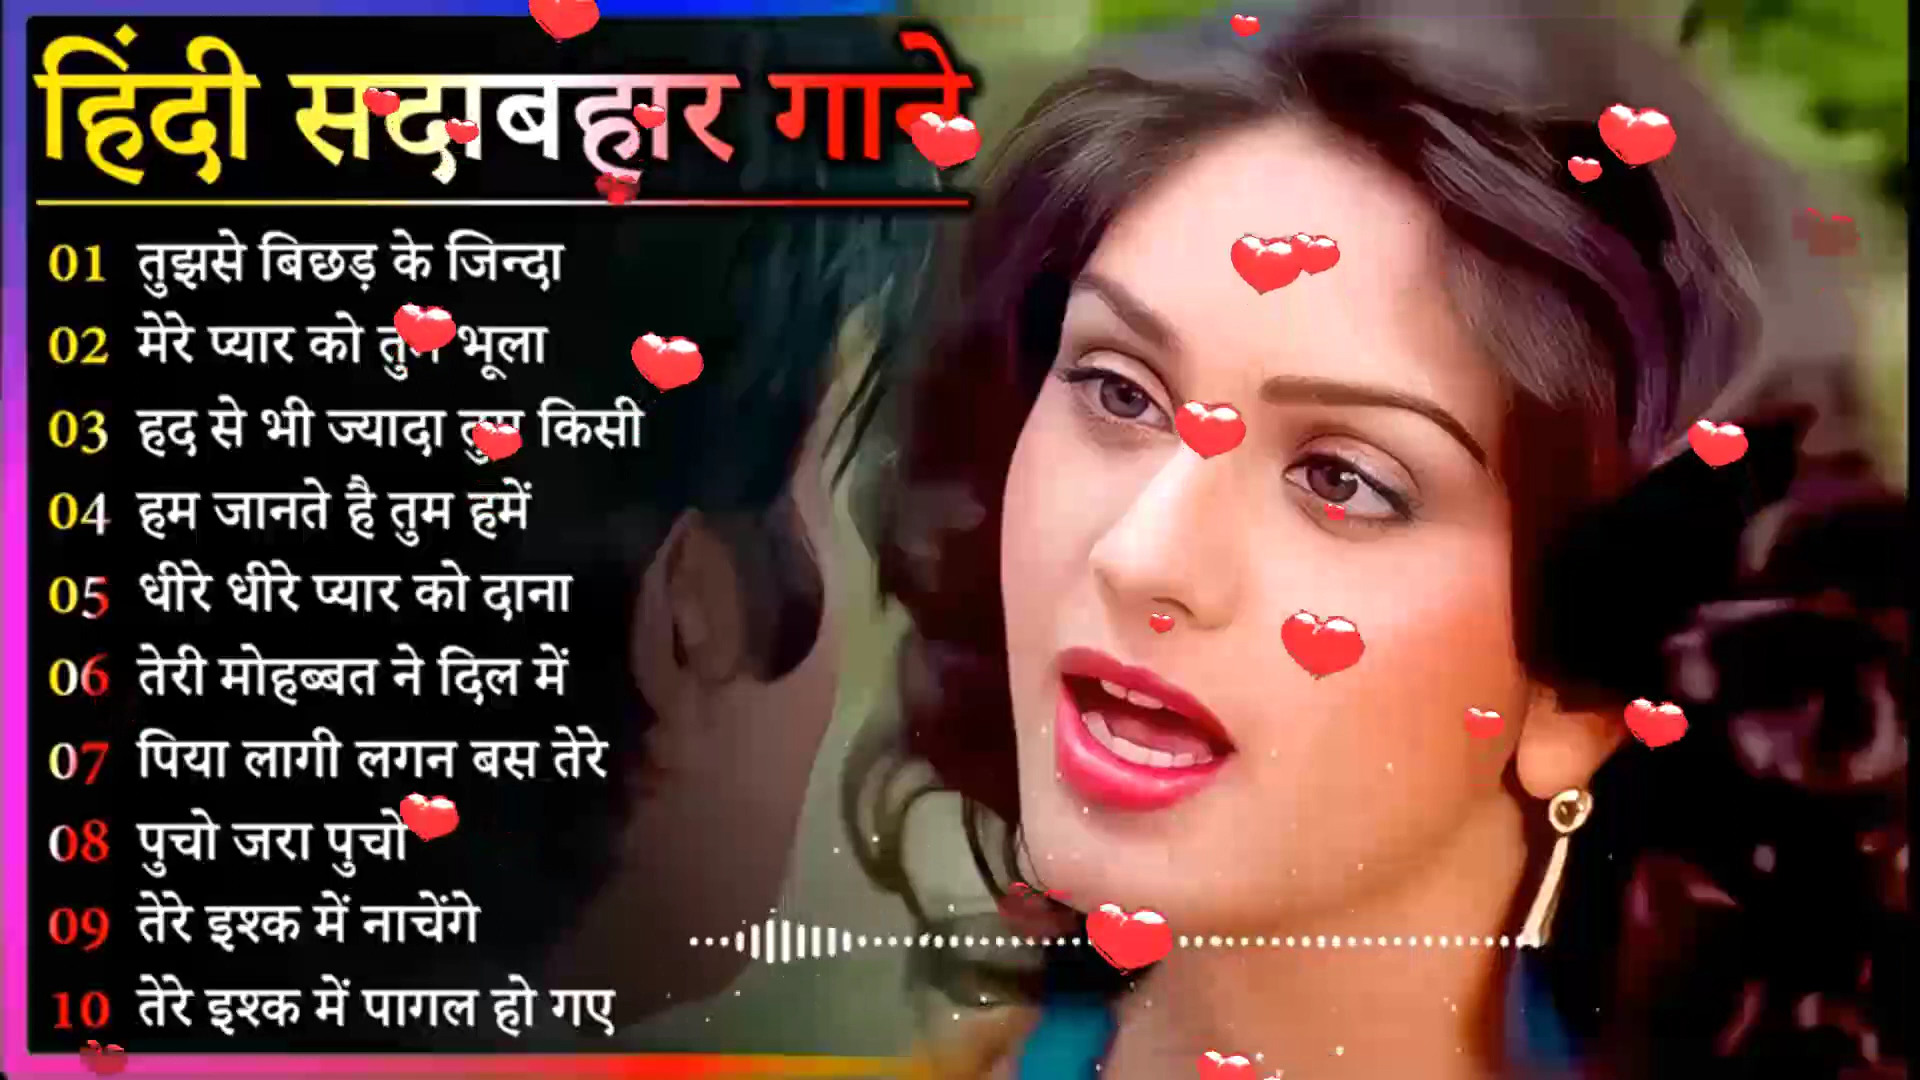 हिंदी सदाबहार गाने
01 तुझसे बिछड़ के जिन्दा
02 मेरे प्यार को तुम भूला
03 हद से भी ज्यादा तुम किसी
04 हम जानते है तुम हमें
05 धीरे धीरे प्यार को दाना
06 तेरी मोहब्बत ने दिल में
07 पिया लागी लगन बस तेरे
08 पुचो जरा पुचो
09 तेरे इश्क में नाचेंगे
10 तेरे इश्क में पागल हो गए